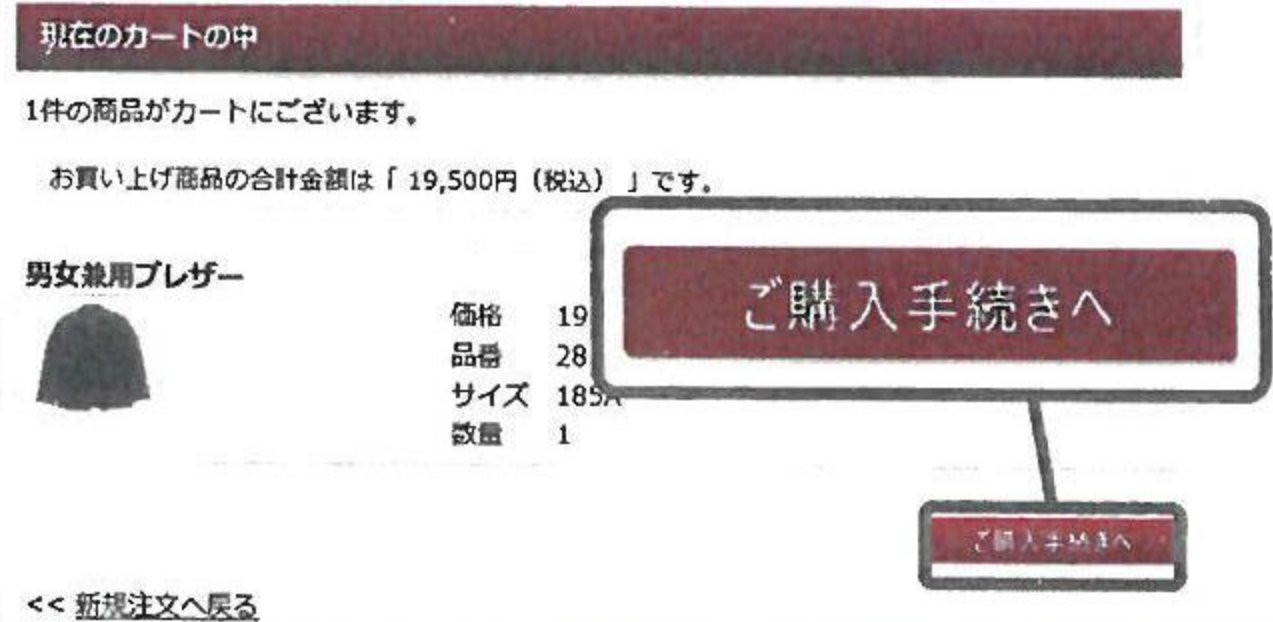 現在のカートの中
1件の商品がカートにございます。
お買い上げ商品の合計金額は「 19,500円（税込） 」です。
男女兼用ブレザー
価格 19
品番 28
サイズ 185A
数量 1
ご購入手続きへ
ご購入手続きへ
<< 新規注文へ戻る